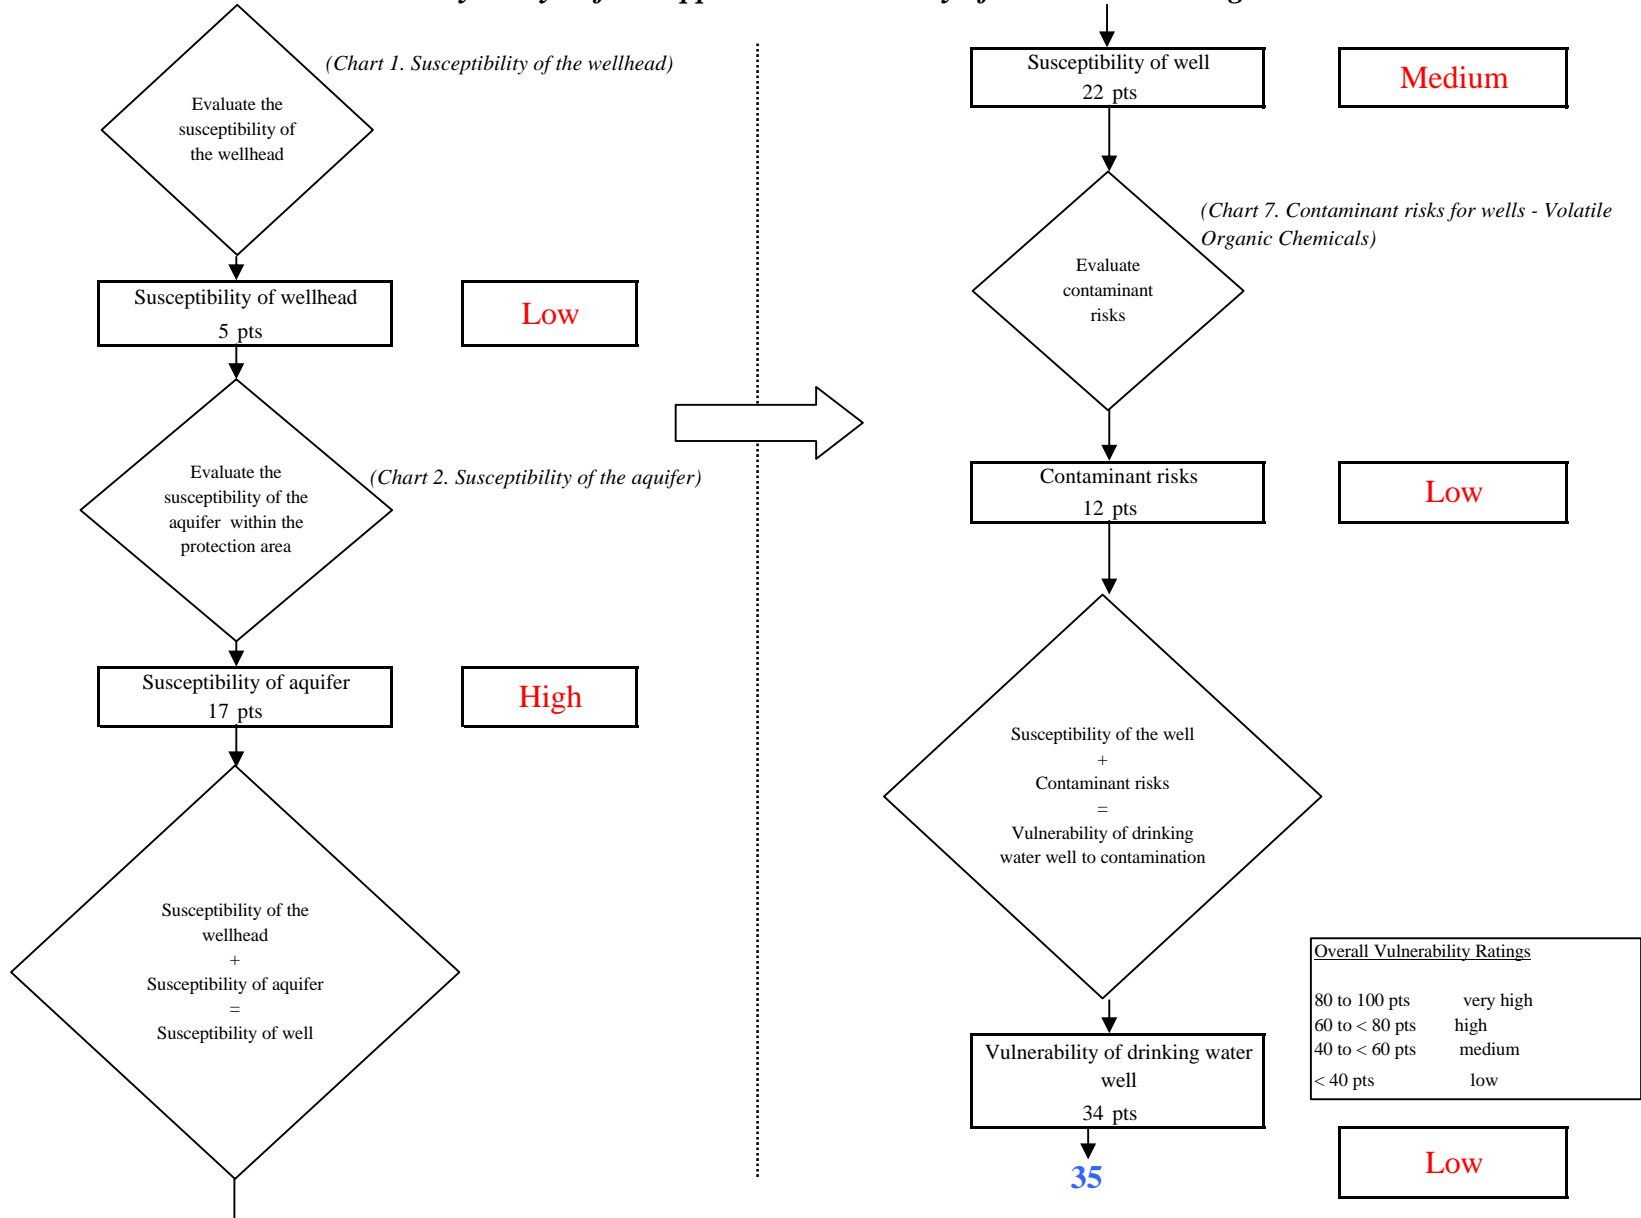 (Chart 1. Susceptibility of the wellhead)
Evaluate the
susceptibility of
the wellhead
Susceptibility of wellhead
5 pts
Low
Evaluate the
susceptibility of the
aquifer within the
protection area
(Chart 2. Susceptibility of the aquifer)
Susceptibility of aquifer
17 pts
High
Susceptibility of the
wellhead
+
Susceptibility of aquifer
=
Susceptibility of well
Susceptibility of well
22 pts
Medium
(Chart 7. Contaminant risks for wells - Volatile
Organic Chemicals)
Evaluate
contaminant
risks
Contaminant risks
12 pts
Low
Susceptibility of the well
+
Contaminant risks
=
Vulnerability of drinking
water well to contamination
Overall Vulnerability Ratings
80 to 100 pts very high
60 to < 80 pts high
40 to < 60 pts medium
< 40 pts low
Vulnerability of drinking water
well
34 pts
35
Low